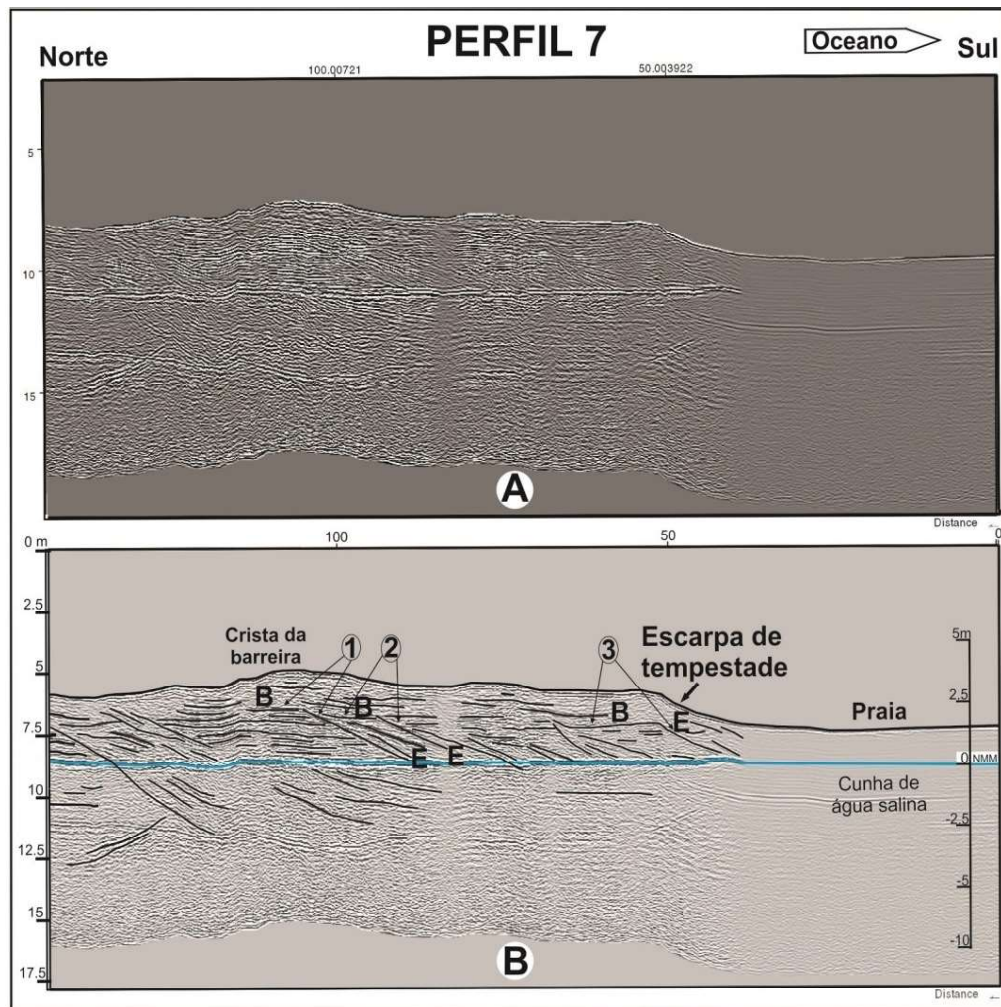 PERFIL 7
Norte
Oceano
Sul
100.00721 50.003922
5
10
15
A
Distance
0 m 100 50 0
2.5
5
7.5
10
12.5
15
17.5
Crista da
barreira
1 2 3
Escarpa de
tempestade
B B B E
E E
Praia
Cunha de
água salina
5m
2,5
0 NMM
-2,5
-5
-10
B
Distance